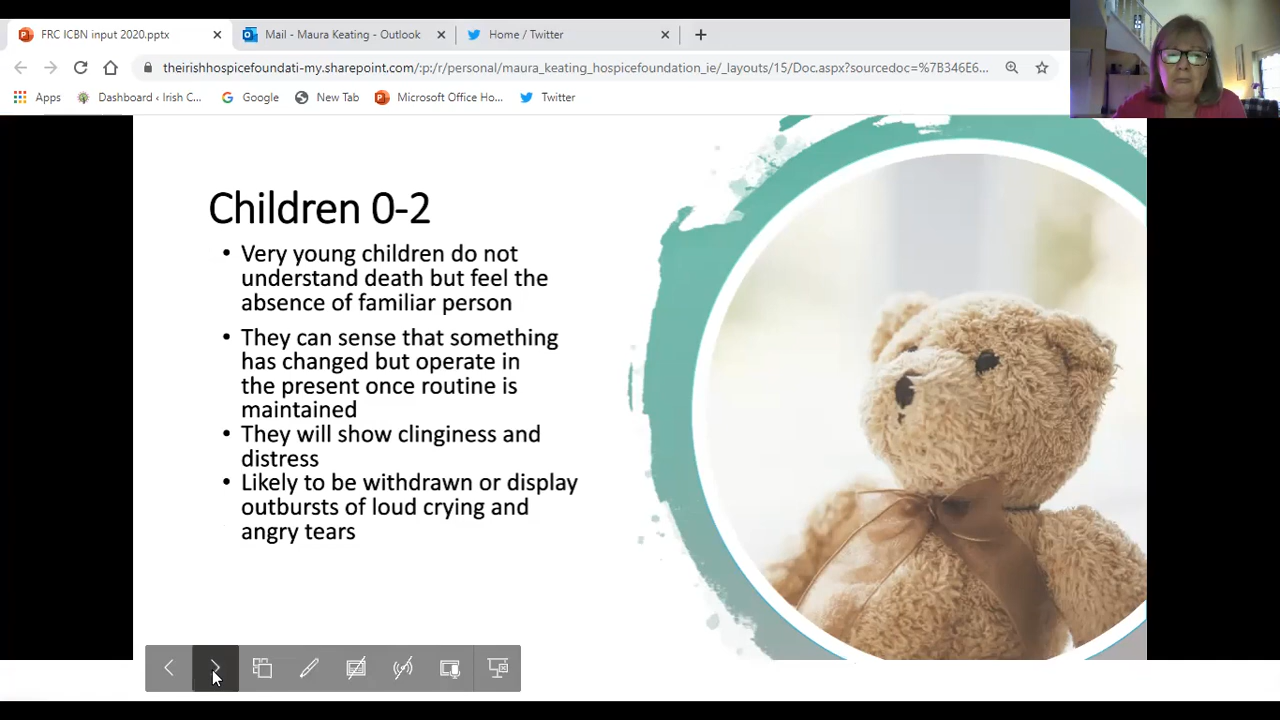 FRC ICBN input 2020.pptx
Mail - Maura Keating - Outlook
Home / Twitter
theirishhospicefoundati-my.sharepoint.com/:p:/r/personal/maura_keating_hospicefoundation_ie/_layouts/15/Doc.aspx?sourcedoc=%7B346E6...
Apps
Dashboard ‹ Irish C...
Google
New Tab
Microsoft Office Ho...
Twitter
Children 0-2
• Very young children do not
understand death but feel the
absence of familiar person
• They can sense that something
has changed but operate in
the present once routine is
maintained
• They will show clinginess and
distress
• Likely to be withdrawn or display
outbursts of loud crying and
angry tears